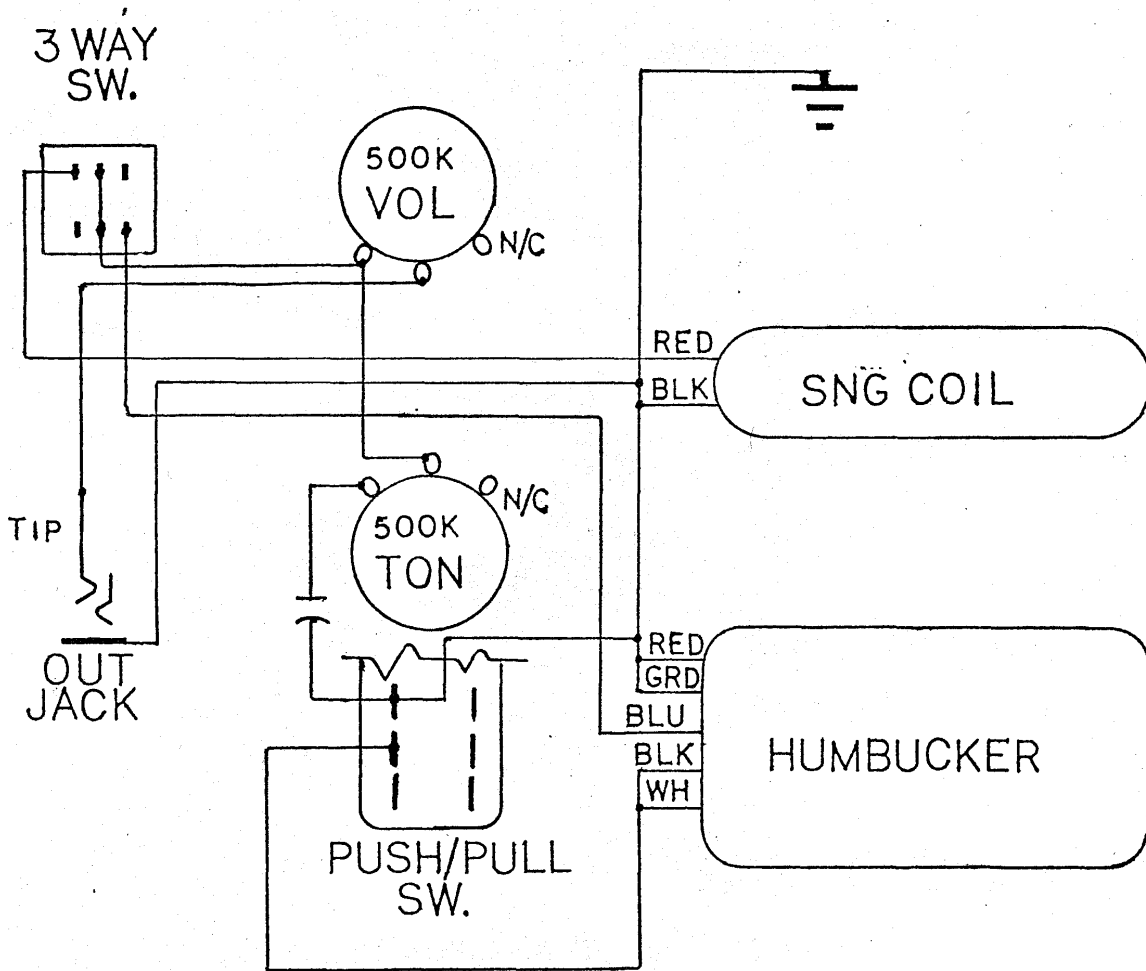 3 WAY
SW.
500K
VOL
N/C
RED
BLK
SNG COIL
TIP
500K
TON
N/C
OUT
JACK
RED
GRD
BLU
BLK
WH
HUMBUCKER
PUSH/PULL
SW.